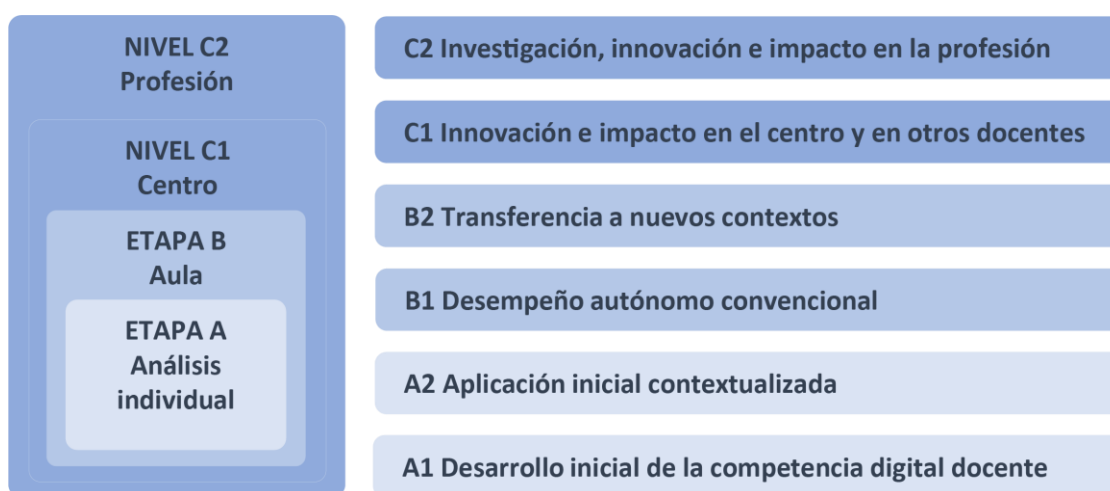 NIVEL C2
Profesión
NIVEL C1
Centro
ETAPA B
Aula
ETAPA A
Análisis
individual
C2 Investigación, innovación e impacto en la profesión
C1 Innovación e impacto en el centro y en otros docentes
B2 Transferencia a nuevos contextos
B1 Desempeño autónomo convencional
A2 Aplicación inicial contextualizada
A1 Desarrollo inicial de la competencia digital docente